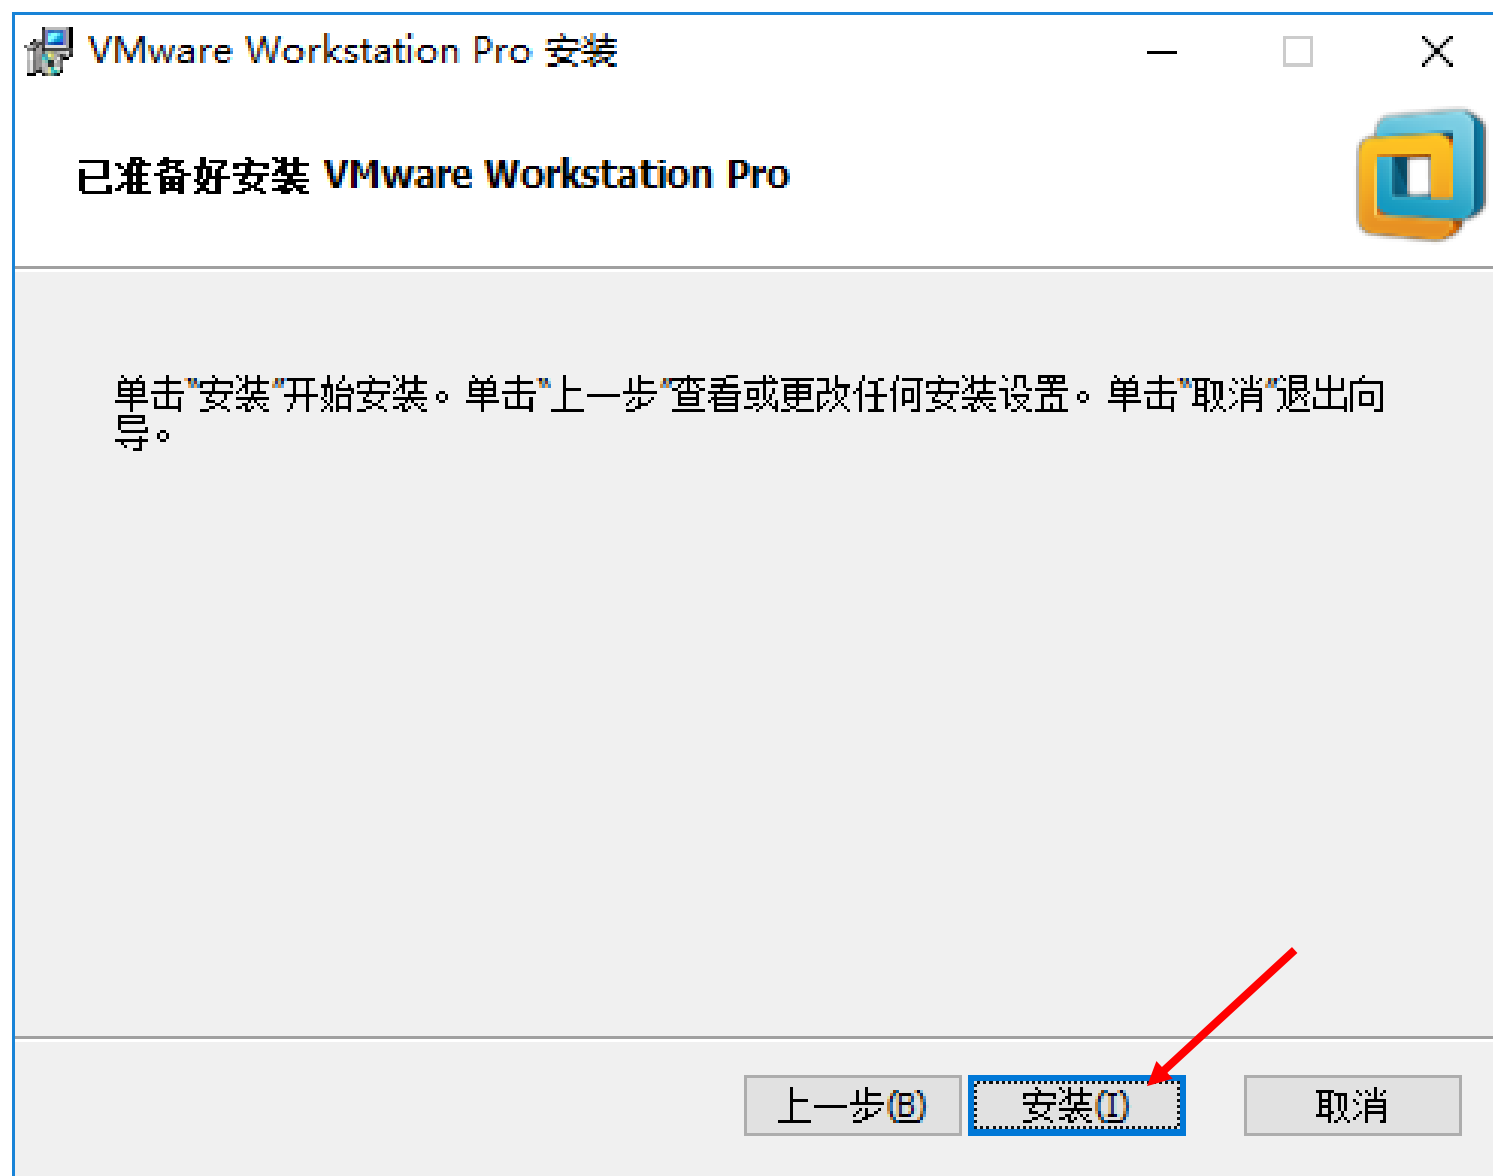 VMware Workstation Pro 安装
已准备好安装 VMware Workstation Pro
单击“安装”开始安装。单击“上一步”查看或更改任何安装设置。单击“取消”退出向
导。
上一步(B) 安装(I) 取消